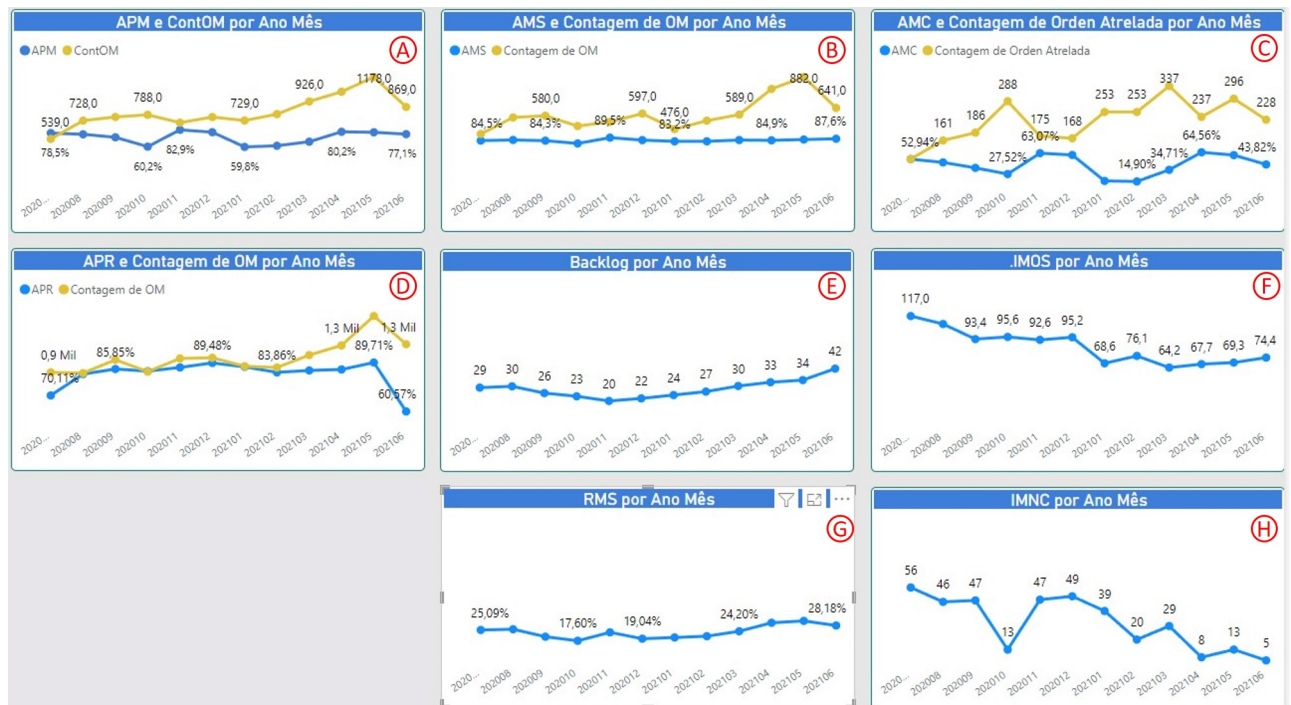 APM e ContOM por Ano Mês
APM ContOM
A
539,0 728,0 788,0 729,0 926,0 1178,0 869,0
78,5% 60,2% 82,9% 59,8% 80,2% 77,1%
2020... 202008 202009 202010 202011 202012 202101 202102 202103 202104 202105 202106
AMS e Contagem de OM por Ano Mês
AMS Contagem de OM
B
580,0 597,0 476,0 589,0 882,0 641,0
84,5% 84,3% 89,5% 83,2% 84,9% 87,6%
2020... 202008 202009 202010 202011 202012 202101 202102 202103 202104 202105 202106
AMC e Contagem de Orden Atrelada por Ano Mês
AMC Contagem de Orden Atrelada
C
161 186 288 175 168 253 253 337 237 296 228
52,94% 27,52% 63,07% 14,90% 34,71% 64,56% 43,82%
2020... 202008 202009 202010 202011 202012 202101 202102 202103 202104 202105 202106
APR e Contagem de OM por Ano Mês
APR Contagem de OM
D
0,9 Mil 1,3 Mil 1,3 Mil
70,11% 85,85% 89,48% 83,86% 89,71% 60,57%
2020... 202008 202009 202010 202011 202012 202101 202102 202103 202104 202105 202106
Backlog por Ano Mês
E
29 30 26 23 20 22 24 27 30 33 34 42
2020... 202008 202009 202010 202011 202012 202101 202102 202103 202104 202105 202106
.IMOS por Ano Mês
F
117,0 93,4 95,6 92,6 95,2 68,6 76,1 64,2 67,7 69,3 74,4
2020... 202008 202009 202010 202011 202012 202101 202102 202103 202104 202105 202106
RMS por Ano Mês
G
25,09% 17,60% 19,04% 24,20% 28,18%
2020... 202008 202009 202010 202011 202012 202101 202102 202103 202104 202105 202106
IMNC por Ano Mês
H
56 46 47 13 47 49 39 20 29 8 13 5
2020... 202008 202009 202010 202011 202012 202101 202102 202103 202104 202105 202106